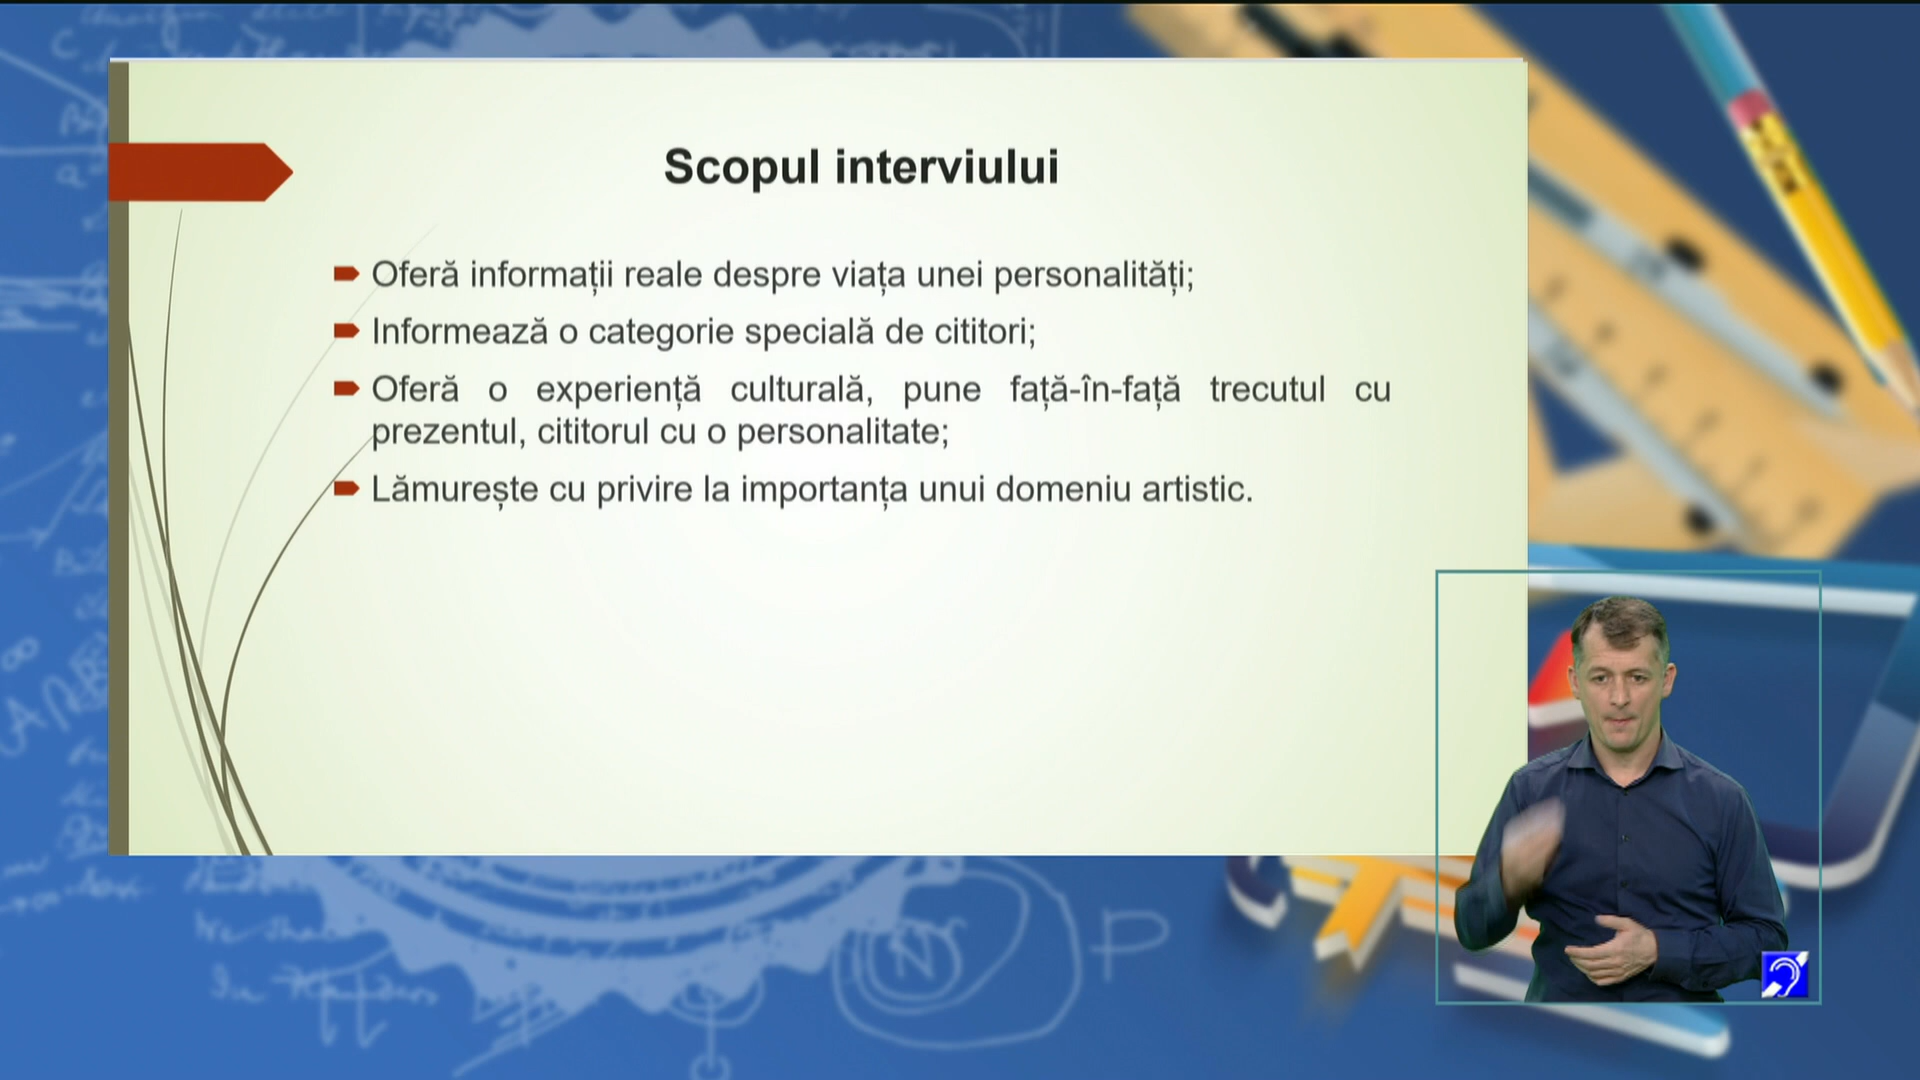 Scopul interviului
Oferă informații reale despre viața unei personalități;
Informează o categorie specială de cititori;
Oferă o experiență culturală, pune față-în-față trecutul cu
prezentul, cititorul cu o personalitate;
Lămurește cu privire la importanța unui domeniu artistic.
N
P